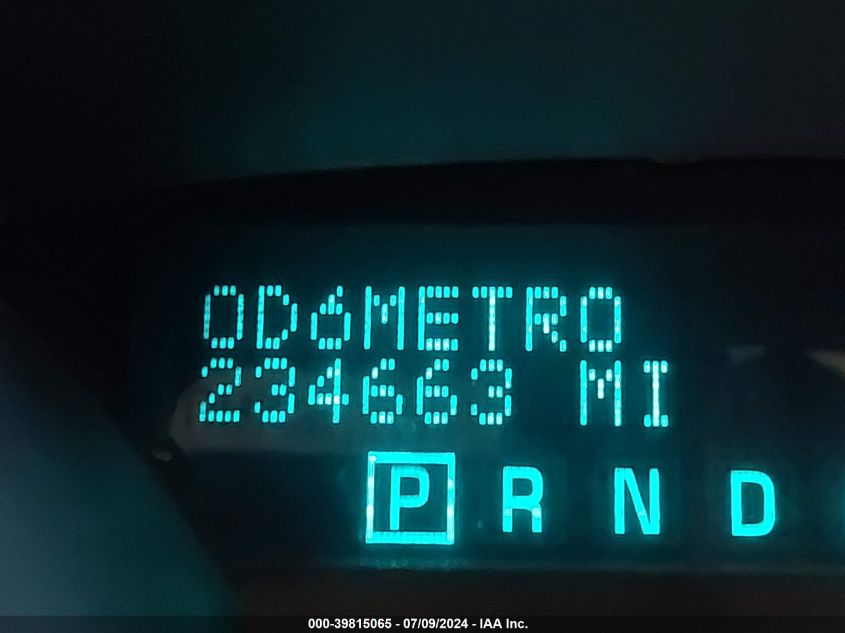 ODóMETRO
234663 MI
P R N D
000-39815065 - 07/09/2024 - IAA Inc.